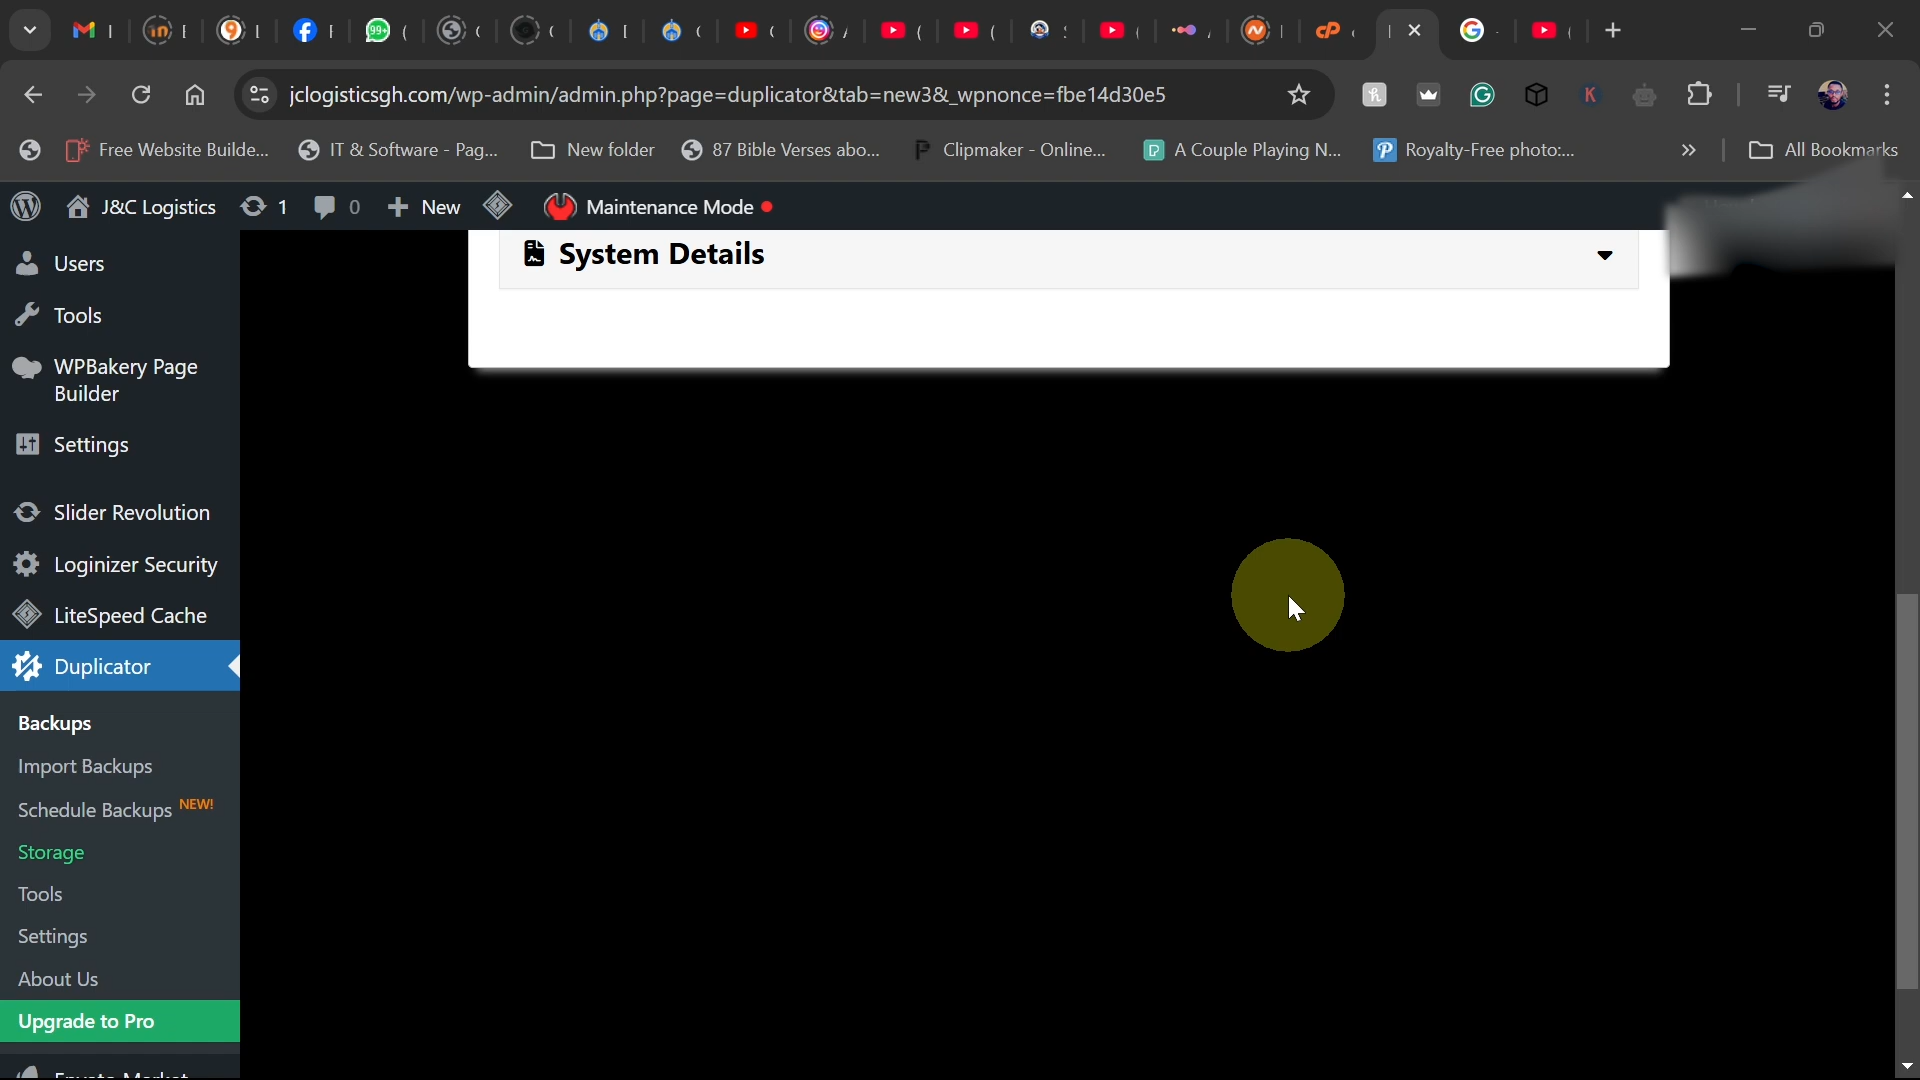 jclogisticsgh.com/wp-admin/admin.php?page=duplicator&tab=new3&_wpnonce=fbe14d30e5
Free Website Builde...
IT & Software - Pag...
New folder
87 Bible Verses abo...
Clipmaker - Online...
A Couple Playing N...
Royalty-Free photo:...
»
All Bookmarks
J&C Logistics
1
0
New
Maintenance Mode
Users
Tools
WPBakery Page
Builder
Settings
Slider Revolution
Loginizer Security
LiteSpeed Cache
Duplicator
Backups
Import Backups
Schedule Backups NEW!
Storage
Tools
Settings
About Us
Upgrade to Pro
System Details